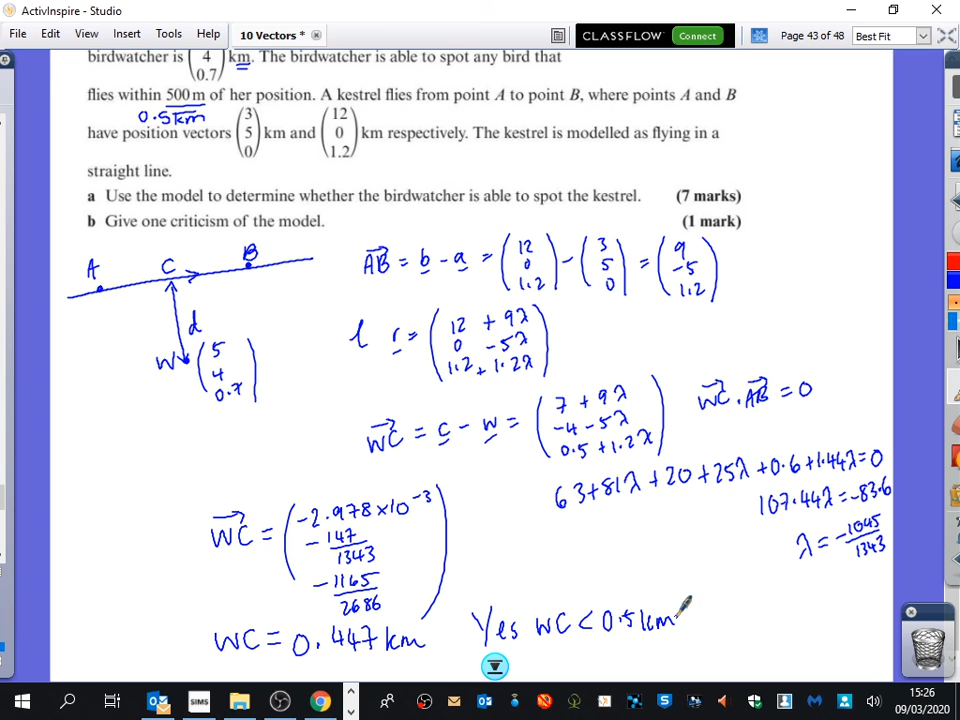 ActivInspire - Studio
File Edit View Insert Tools Help 10 Vectors * CLASSFLOW Connect Page 43 of 48 Best Fit
birdwatcher is (4 0.7) km. The birdwatcher is able to spot any bird that
flies within 500 m of her position. A kestrel flies from point A to point B, where points A and B
0.5km
have position vectors (3 5 0) km and (12 0 1.2) km respectively. The kestrel is modelled as flying in a
straight line.
a Use the model to determine whether the birdwatcher is able to spot the kestrel. (7 marks)
b Give one criticism of the model. (1 mark)
A C B
d
W (5 4 0.7)
AB = b - a = (12 0 1.2) - (3 5 0) = (9 -5 1.2)
l r = (12 + 9λ 0 - 5λ 1.2 + 1.2λ)
WC = c - w = (7 + 9λ -4 - 5λ 0.5 + 1.2λ) WC . AB = 0
63+81λ+20+25λ+0.6+1.44λ=0
107.44λ=-83.6
λ = -1045/1343
WC = (-2.978×10⁻³ -147/1343 -1165/2686)
WC = 0.447km Yes WC < 0.5km
SIMS
15:26
09/03/2020